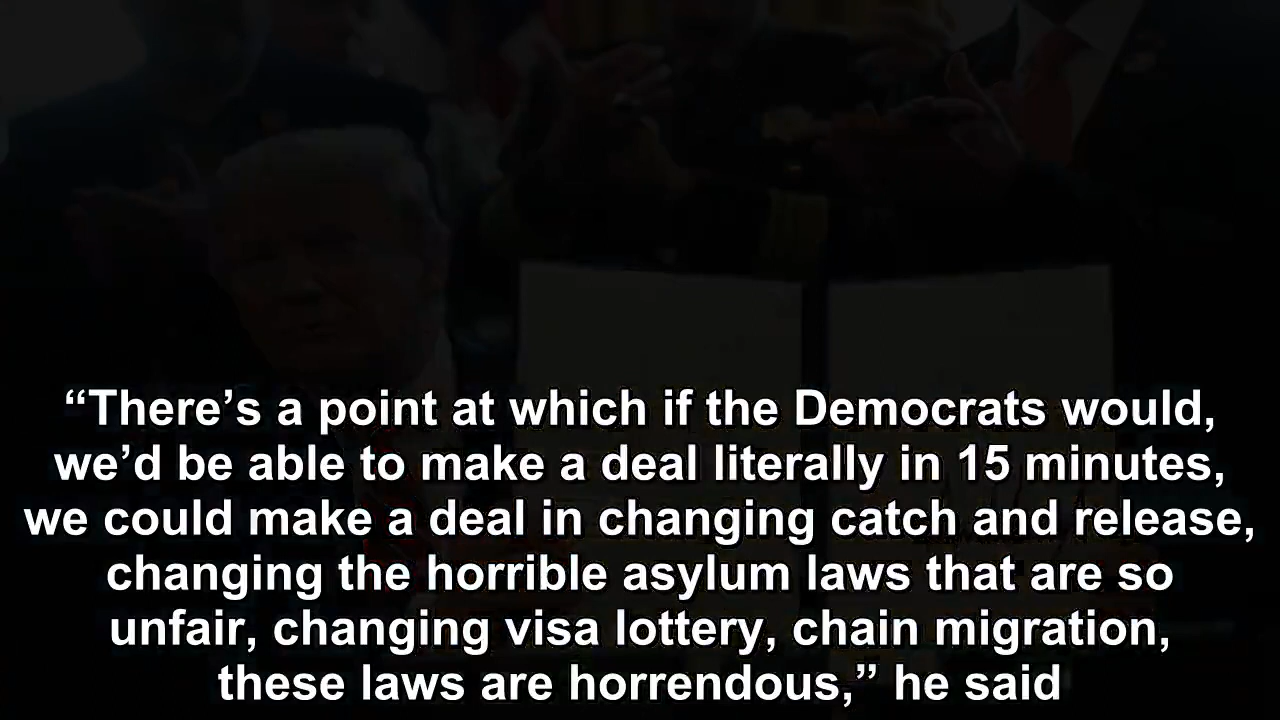 “There’s a point at which if the Democrats would,
we’d be able to make a deal literally in 15 minutes,
we could make a deal in changing catch and release,
changing the horrible asylum laws that are so
unfair, changing visa lottery, chain migration,
these laws are horrendous,” he said